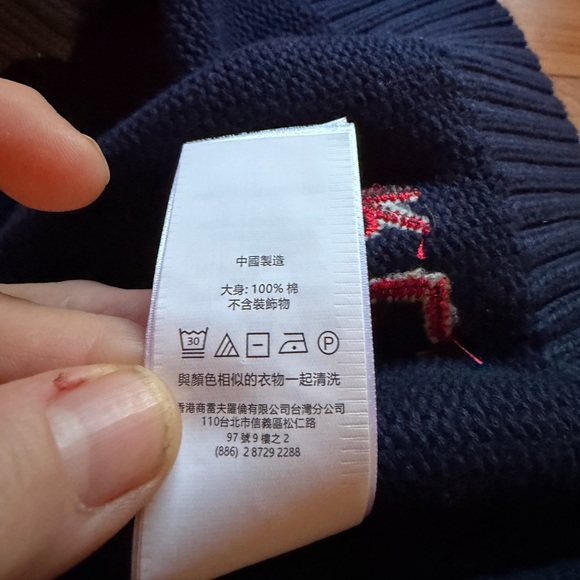 中國製造
大身: 100% 棉
不含裝飾物
30 P
與顏色相似的衣物一起清洗
香港商富夫羅倫有限公司台灣分公司
110台北市信義區松仁路
97 號 9 樓之 2
(886) 2 8729 2288